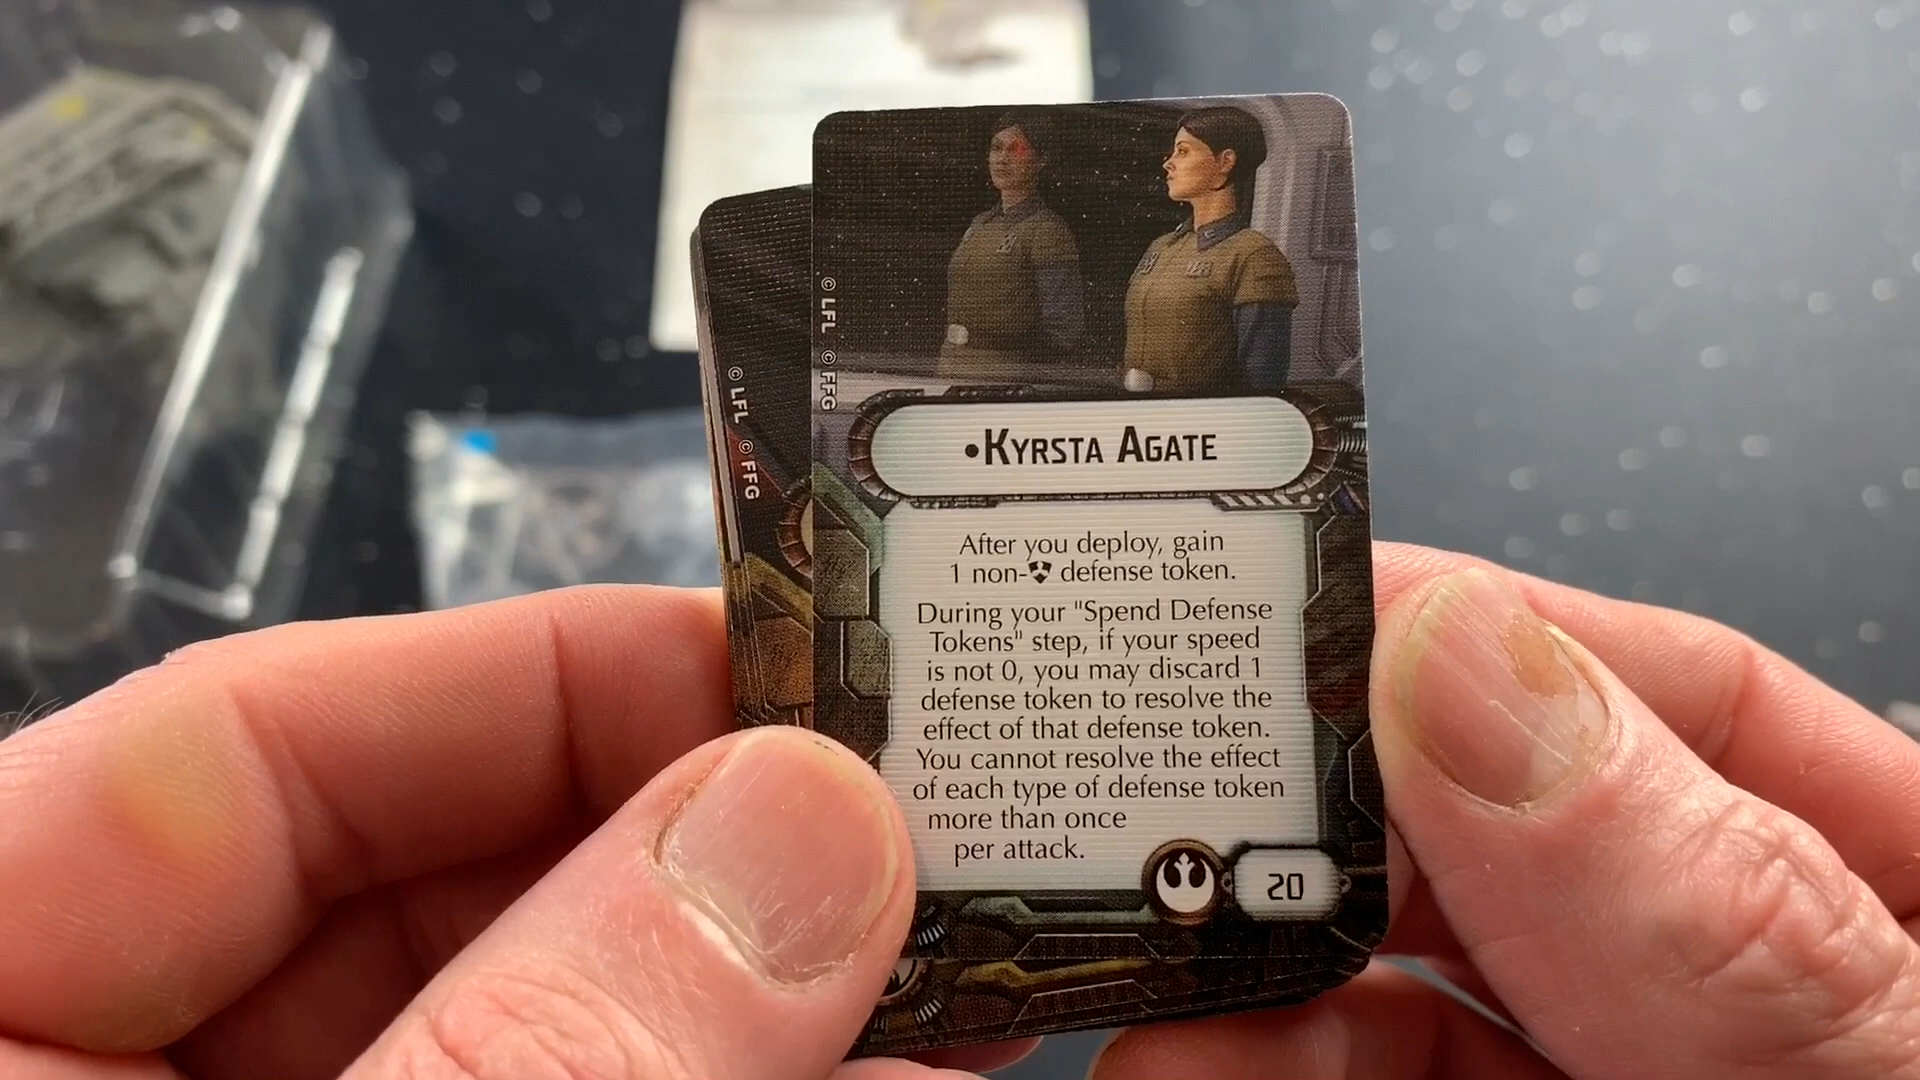 © LFL © FFG
© LFL © FFG
•Kyrsta Agate
After you deploy, gain
1 non- defense token.
During your "Spend Defense
Tokens" step, if your speed
is not 0, you may discard 1
defense token to resolve the
effect of that defense token.
You cannot resolve the effect
of each type of defense token
more than once
per attack.
20